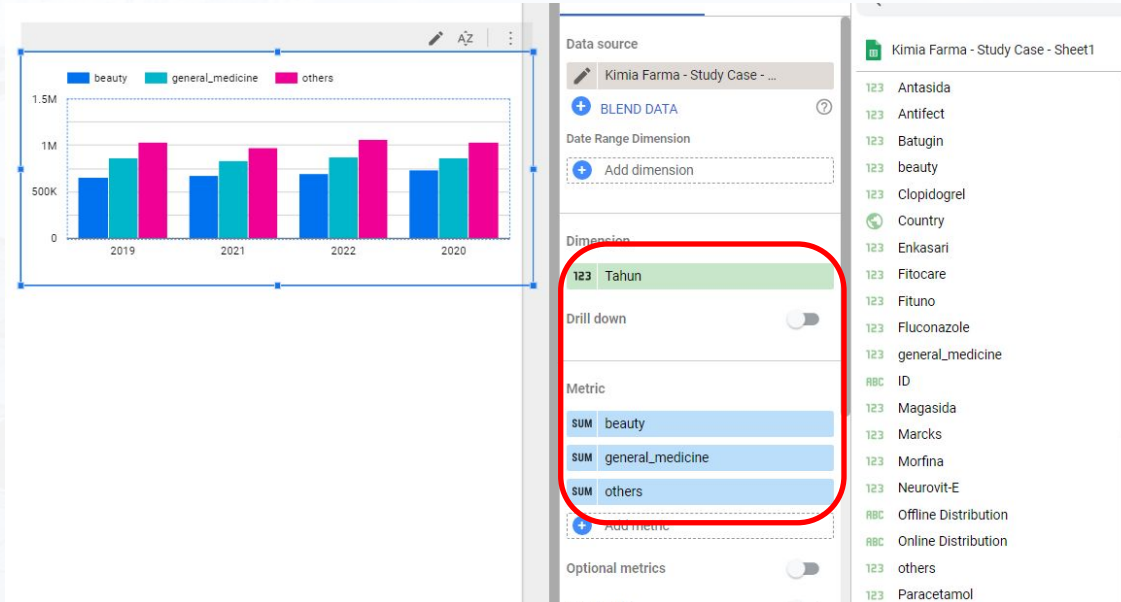 beauty
general_medicine
others
1.5M
1M
500K
0
2019
2021
2022
2020
Data source
Kimia Farma - Study Case - ...
BLEND DATA
Date Range Dimension
Add dimension
Dimension
123 Tahun
Drill down
Metric
SUM beauty
SUM general_medicine
SUM others
Add metric
Optional metrics
Kimia Farma - Study Case - Sheet1
123 Antasida
123 Antifect
123 Batugin
123 beauty
123 Clopidogrel
Country
123 Enkasari
123 Fitocare
123 Fituno
123 Fluconazole
123 general_medicine
ABC ID
123 Magasida
123 Marcks
123 Morfina
123 Neurovit-E
ABC Offline Distribution
ABC Online Distribution
123 others
123 Paracetamol